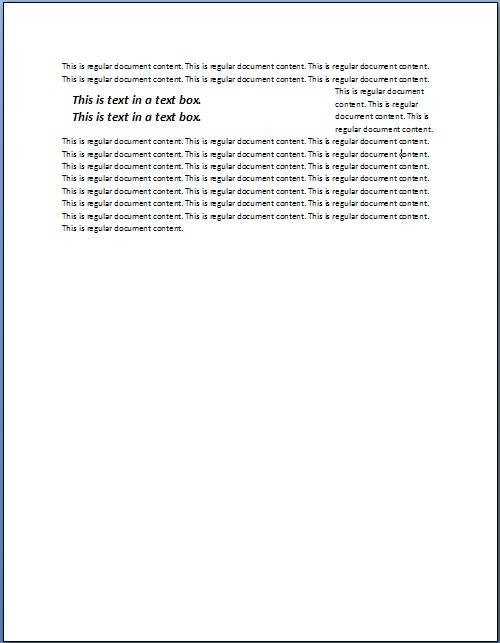 This is regular document content. This is regular document content. This is regular document content.
This is regular document content. This is regular document content. This is regular document content.
This is text in a text box.
This is text in a text box.
This is regular document
content. This is regular
document content. This is
regular document content.
This is regular document content. This is regular document content. This is regular document content.
This is regular document content. This is regular document content. This is regular document content.
This is regular document content. This is regular document content. This is regular document content.
This is regular document content. This is regular document content. This is regular document content.
This is regular document content. This is regular document content. This is regular document content.
This is regular document content. This is regular document content. This is regular document content.
This is regular document content. This is regular document content. This is regular document content.
This is regular document content.